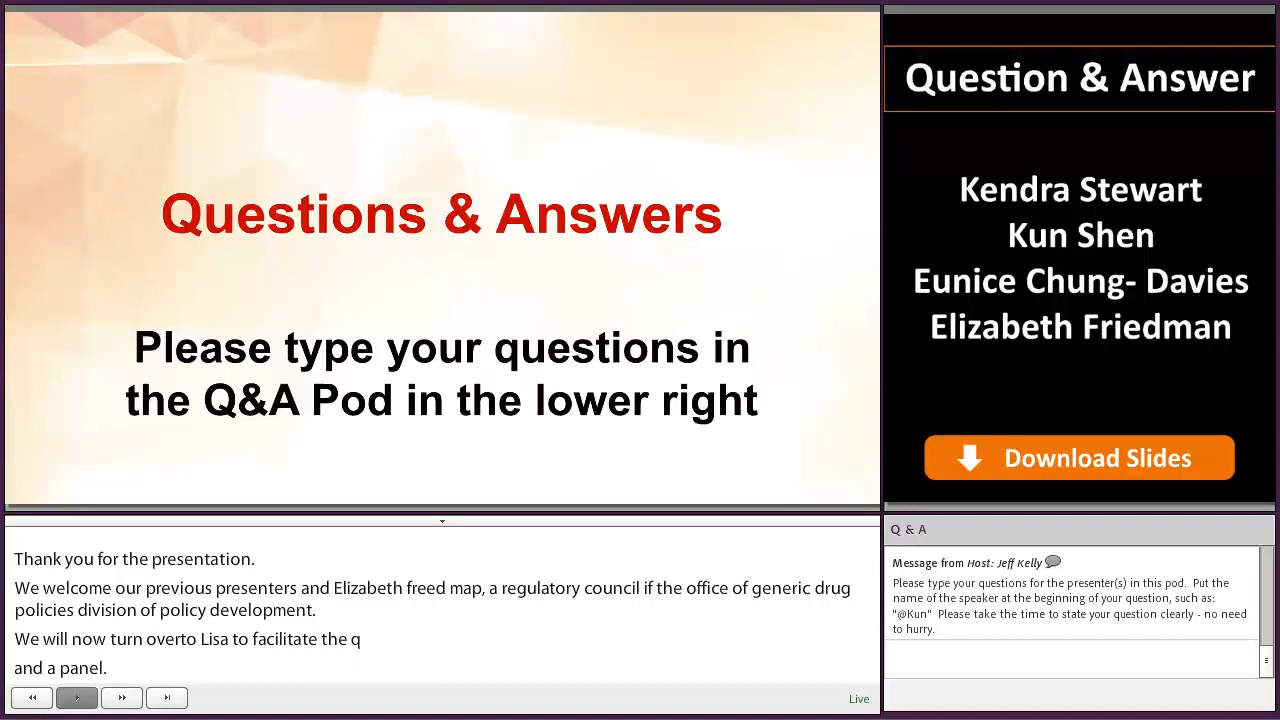 Questions & Answers
Please type your questions in
the Q&A Pod in the lower right
Question & Answer
Kendra Stewart
Kun Shen
Eunice Chung- Davies
Elizabeth Friedman
Download Slides
Thank you for the presentation.
We welcome our previous presenters and Elizabeth freed map, a regulatory council if the office of generic drug
policies division of policy development.
We will now turn overto Lisa to facilitate the q
and a panel.
Live
Q & A
Message from Host: Jeff Kelly
Please type your questions for the presenter(s) in this pod. Put the
name of the speaker at the beginning of your question, such as:
"@Kun" Please take the time to state your question clearly - no need
to hurry.